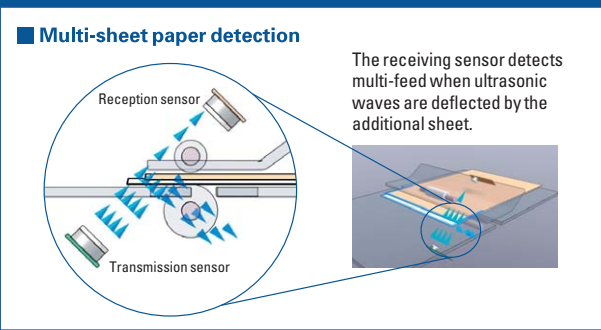 Multi-sheet paper detection
The receiving sensor detects
multi-feed when ultrasonic
waves are deflected by the
additional sheet.
Reception sensor
Transmission sensor